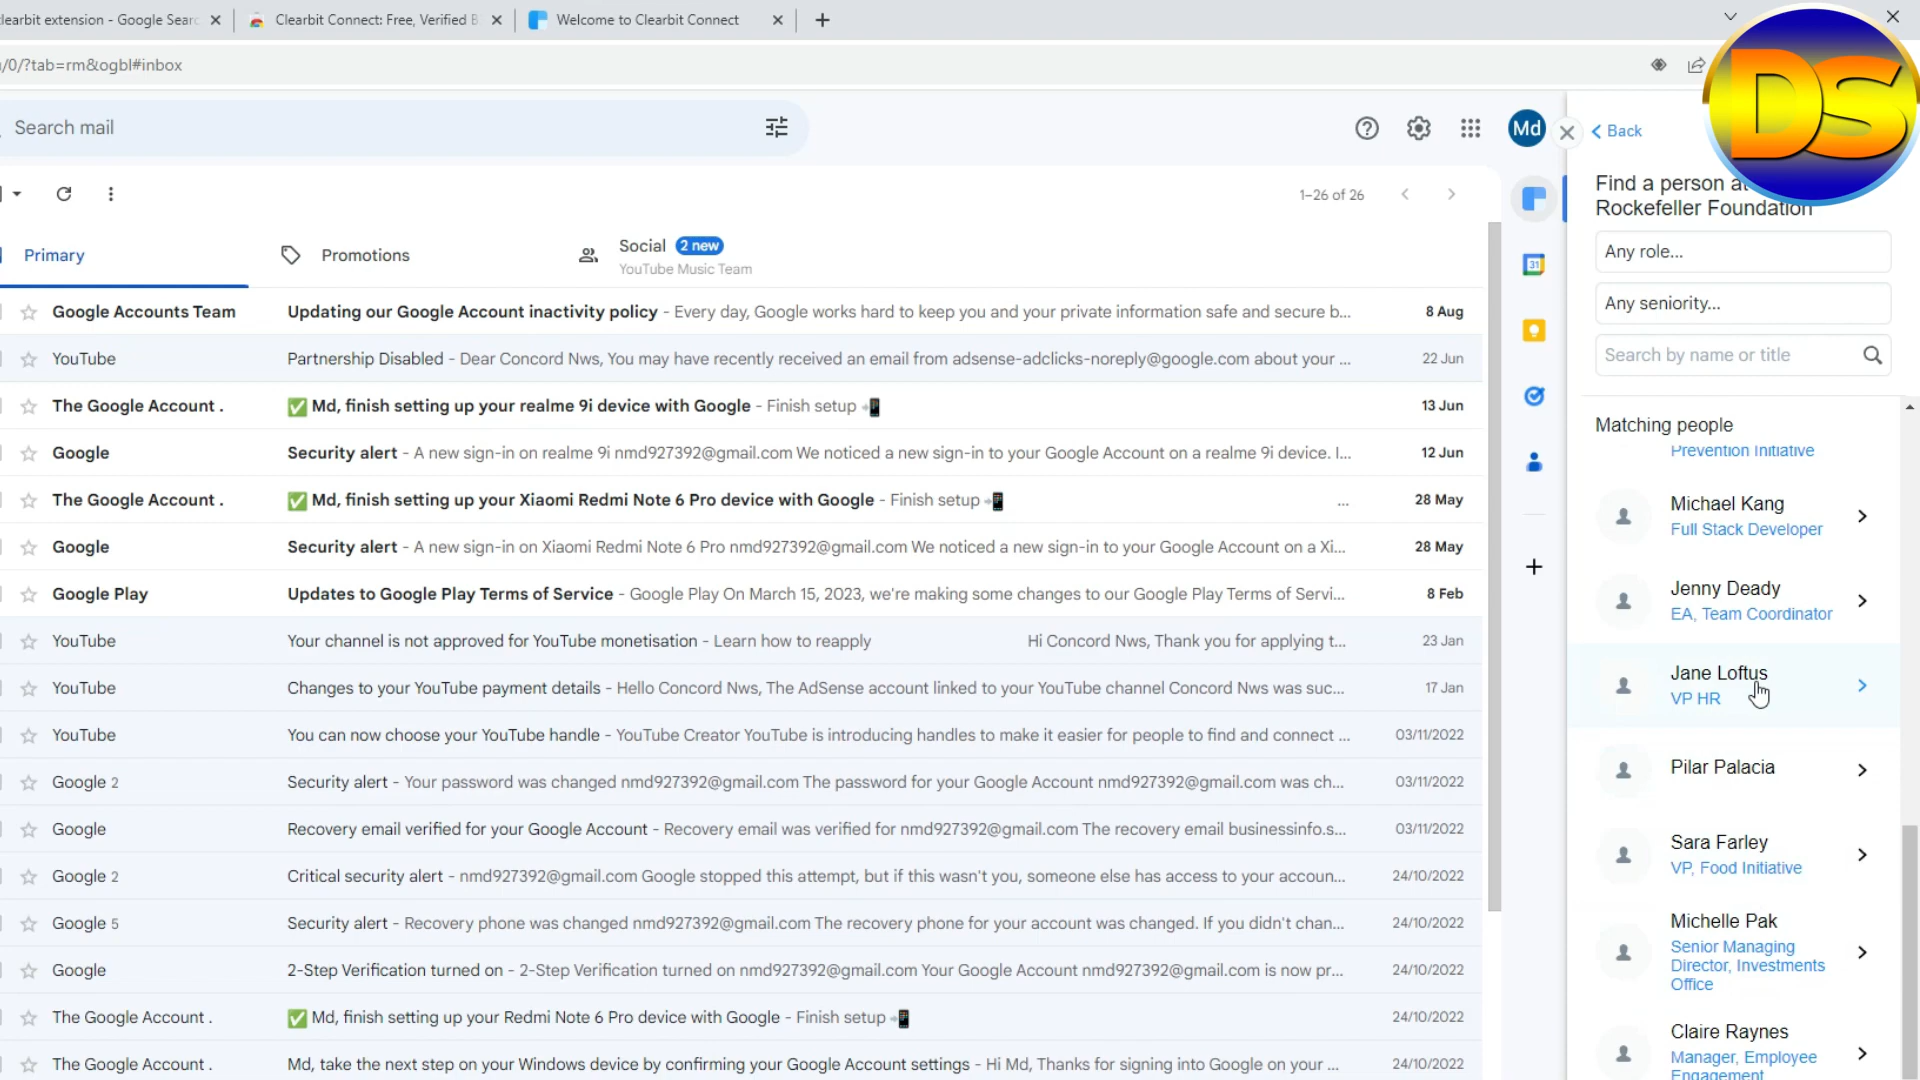 learbit extension - Google Sear
Clearbit Connect: Free, Verified B
Welcome to Clearbit Connect
/0/?tab=rm&ogbl#inbox
DS
Search mail
Md
Back
Find a person a
Rockefeller Foundation
Any role...
Any seniority...
Search by name or title
1–26 of 26
Primary
Promotions
Social 2 new
YouTube Music Team
31
Google Accounts Team Updating our Google Account inactivity policy - Every day, Google works hard to keep you and your private information safe and secure b... 8 Aug
YouTube Partnership Disabled - Dear Concord Nws, You may have recently received an email from adsense-adclicks-noreply@google.com about your ... 22 Jun
The Google Account . ✅ Md, finish setting up your realme 9i device with Google - Finish setup 📲 13 Jun
Google Security alert - A new sign-in on realme 9i nmd927392@gmail.com We noticed a new sign-in to your Google Account on a realme 9i device. I... 12 Jun
The Google Account . ✅ Md, finish setting up your Xiaomi Redmi Note 6 Pro device with Google - Finish setup 📲 ... 28 May
Google Security alert - A new sign-in on Xiaomi Redmi Note 6 Pro nmd927392@gmail.com We noticed a new sign-in to your Google Account on a Xi... 28 May
Google Play Updates to Google Play Terms of Service - Google Play On March 15, 2023, we're making some changes to our Google Play Terms of Servi... 8 Feb
YouTube Your channel is not approved for YouTube monetisation - Learn how to reapply Hi Concord Nws, Thank you for applying t... 23 Jan
YouTube Changes to your YouTube payment details - Hello Concord Nws, The AdSense account linked to your YouTube channel Concord Nws was suc... 17 Jan
YouTube You can now choose your YouTube handle - YouTube Creator YouTube is introducing handles to make it easier for people to find and connect ... 03/11/2022
Google 2 Security alert - Your password was changed nmd927392@gmail.com The password for your Google Account nmd927392@gmail.com was ch... 03/11/2022
Google Recovery email verified for your Google Account - Recovery email was verified for nmd927392@gmail.com The recovery email businessinfo.s... 03/11/2022
Google 2 Critical security alert - nmd927392@gmail.com Google stopped this attempt, but if this wasn't you, someone else has access to your accoun... 24/10/2022
Google 5 Security alert - Recovery phone was changed nmd927392@gmail.com The recovery phone for your account was changed. If you didn't chan... 24/10/2022
Google 2-Step Verification turned on - 2-Step Verification turned on nmd927392@gmail.com Your Google Account nmd927392@gmail.com is now pr... 24/10/2022
The Google Account . ✅ Md, finish setting up your Redmi Note 6 Pro device with Google - Finish setup 📲 24/10/2022
The Google Account . Md, take the next step on your Windows device by confirming your Google Account settings - Hi Md, Thanks for signing into Google on your ... 24/10/2022
Matching people
Prevention Initiative
Michael Kang
Full Stack Developer
Jenny Deady
EA, Team Coordinator
Jane Loftus
VP HR
Pilar Palacia
Sara Farley
VP, Food Initiative
Michelle Pak
Senior Managing
Director, Investments
Office
Claire Raynes
Manager, Employee
Engagement